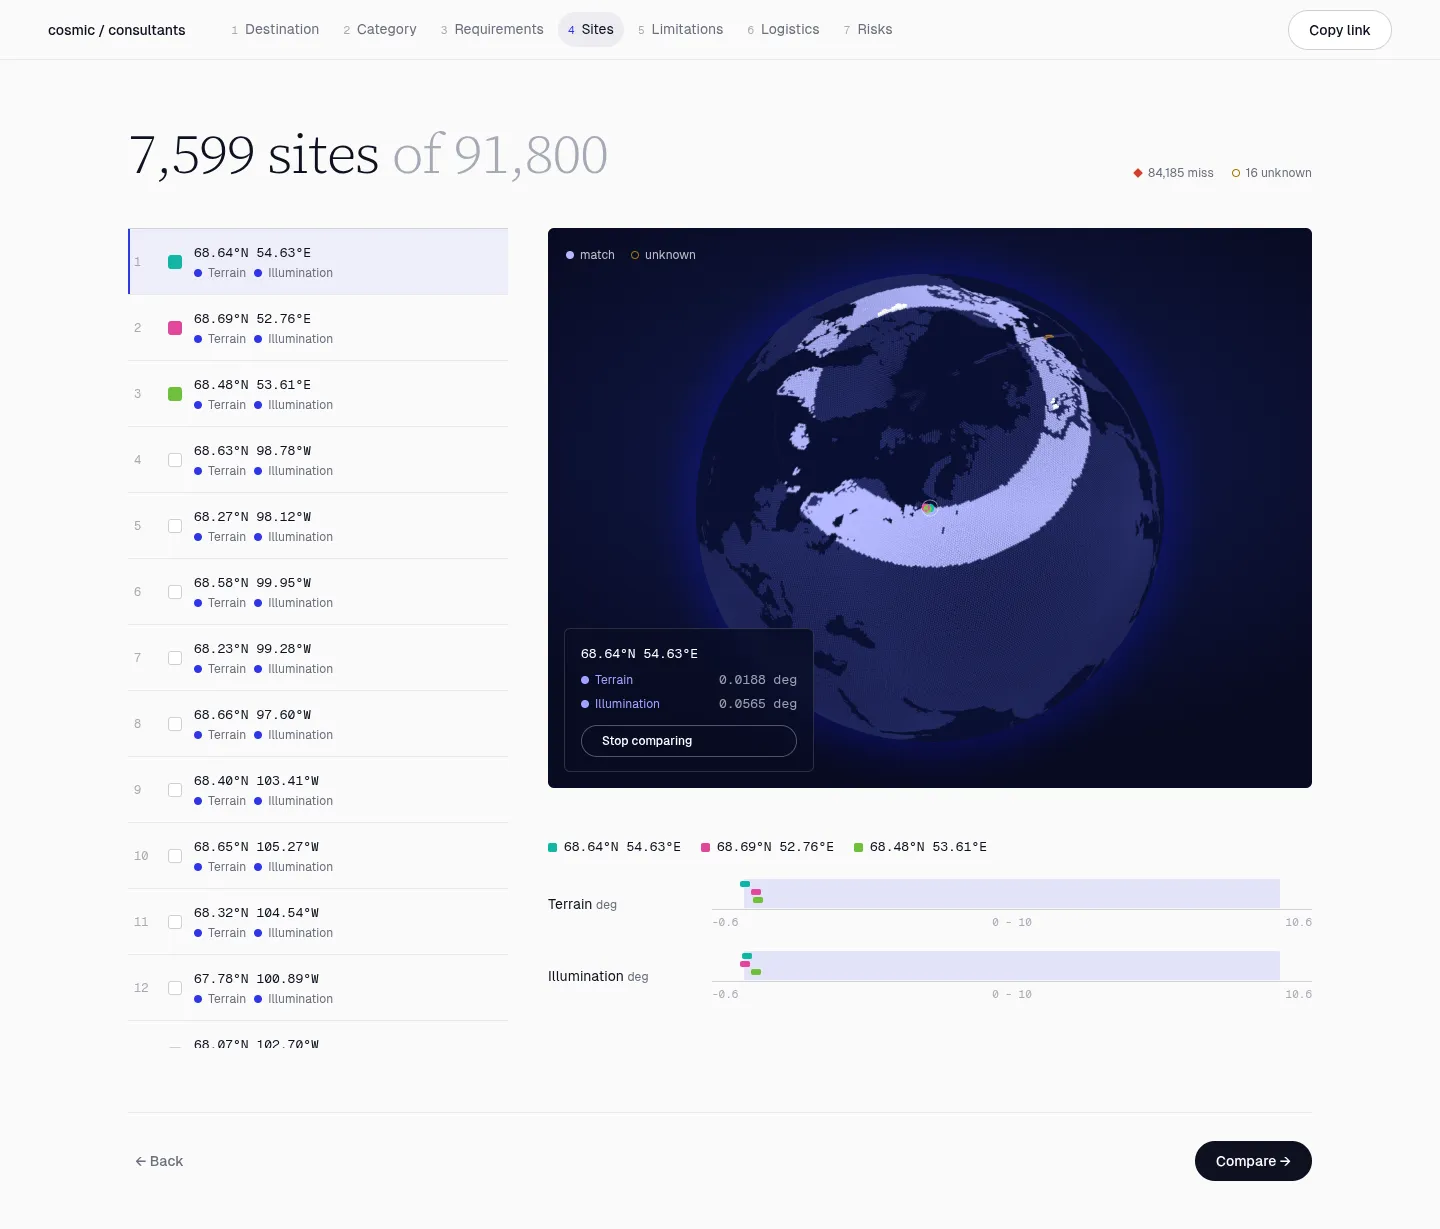 cosmic / consultants
1 Destination
2 Category
3 Requirements
4 Sites
5 Limitations
6 Logistics
7 Risks
Copy link
7,599 sites of 91,800
84,185 miss
16 unknown
1
68.64°N 54.63°E
Terrain Illumination
2
68.69°N 52.76°E
Terrain Illumination
3
68.48°N 53.61°E
Terrain Illumination
4
68.63°N 98.78°W
Terrain Illumination
5
68.27°N 98.12°W
Terrain Illumination
6
68.58°N 99.95°W
Terrain Illumination
7
68.23°N 99.28°W
Terrain Illumination
8
68.66°N 97.60°W
Terrain Illumination
9
68.40°N 103.41°W
Terrain Illumination
10
68.65°N 105.27°W
Terrain Illumination
11
68.32°N 104.54°W
Terrain Illumination
12
67.78°N 100.89°W
Terrain Illumination
68.07°N 102.70°W
match unknown
68.64°N 54.63°E
Terrain 0.0188 deg
Illumination 0.0565 deg
Stop comparing
68.64°N 54.63°E 68.69°N 52.76°E 68.48°N 53.61°E
Terrain deg
-0.6 0 – 10 10.6
Illumination deg
-0.6 0 – 10 10.6
← Back
Compare →